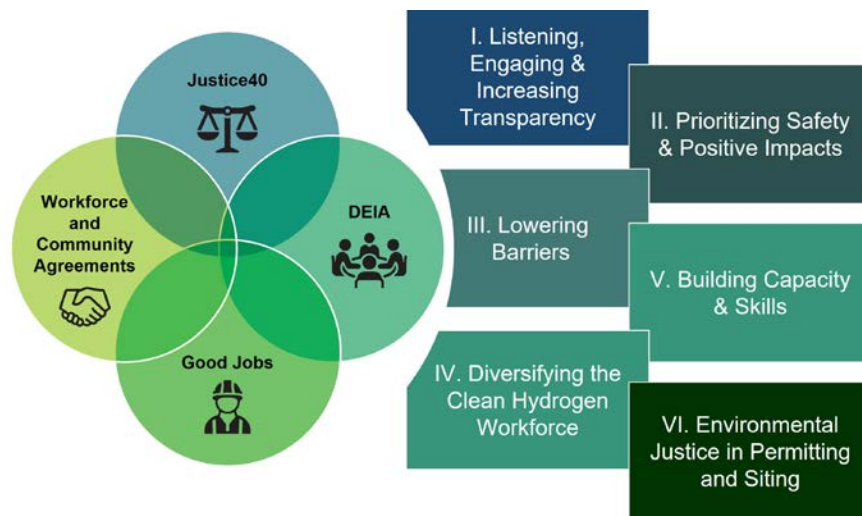 Justice40
Workforce
and
Community
Agreements
DEIA
Good Jobs
I. Listening,
Engaging &
Increasing
Transparency
II. Prioritizing Safety
& Positive Impacts
III. Lowering
Barriers
IV. Diversifying the
Clean Hydrogen
Workforce
V. Building Capacity
& Skills
VI. Environmental
Justice in Permitting
and Siting